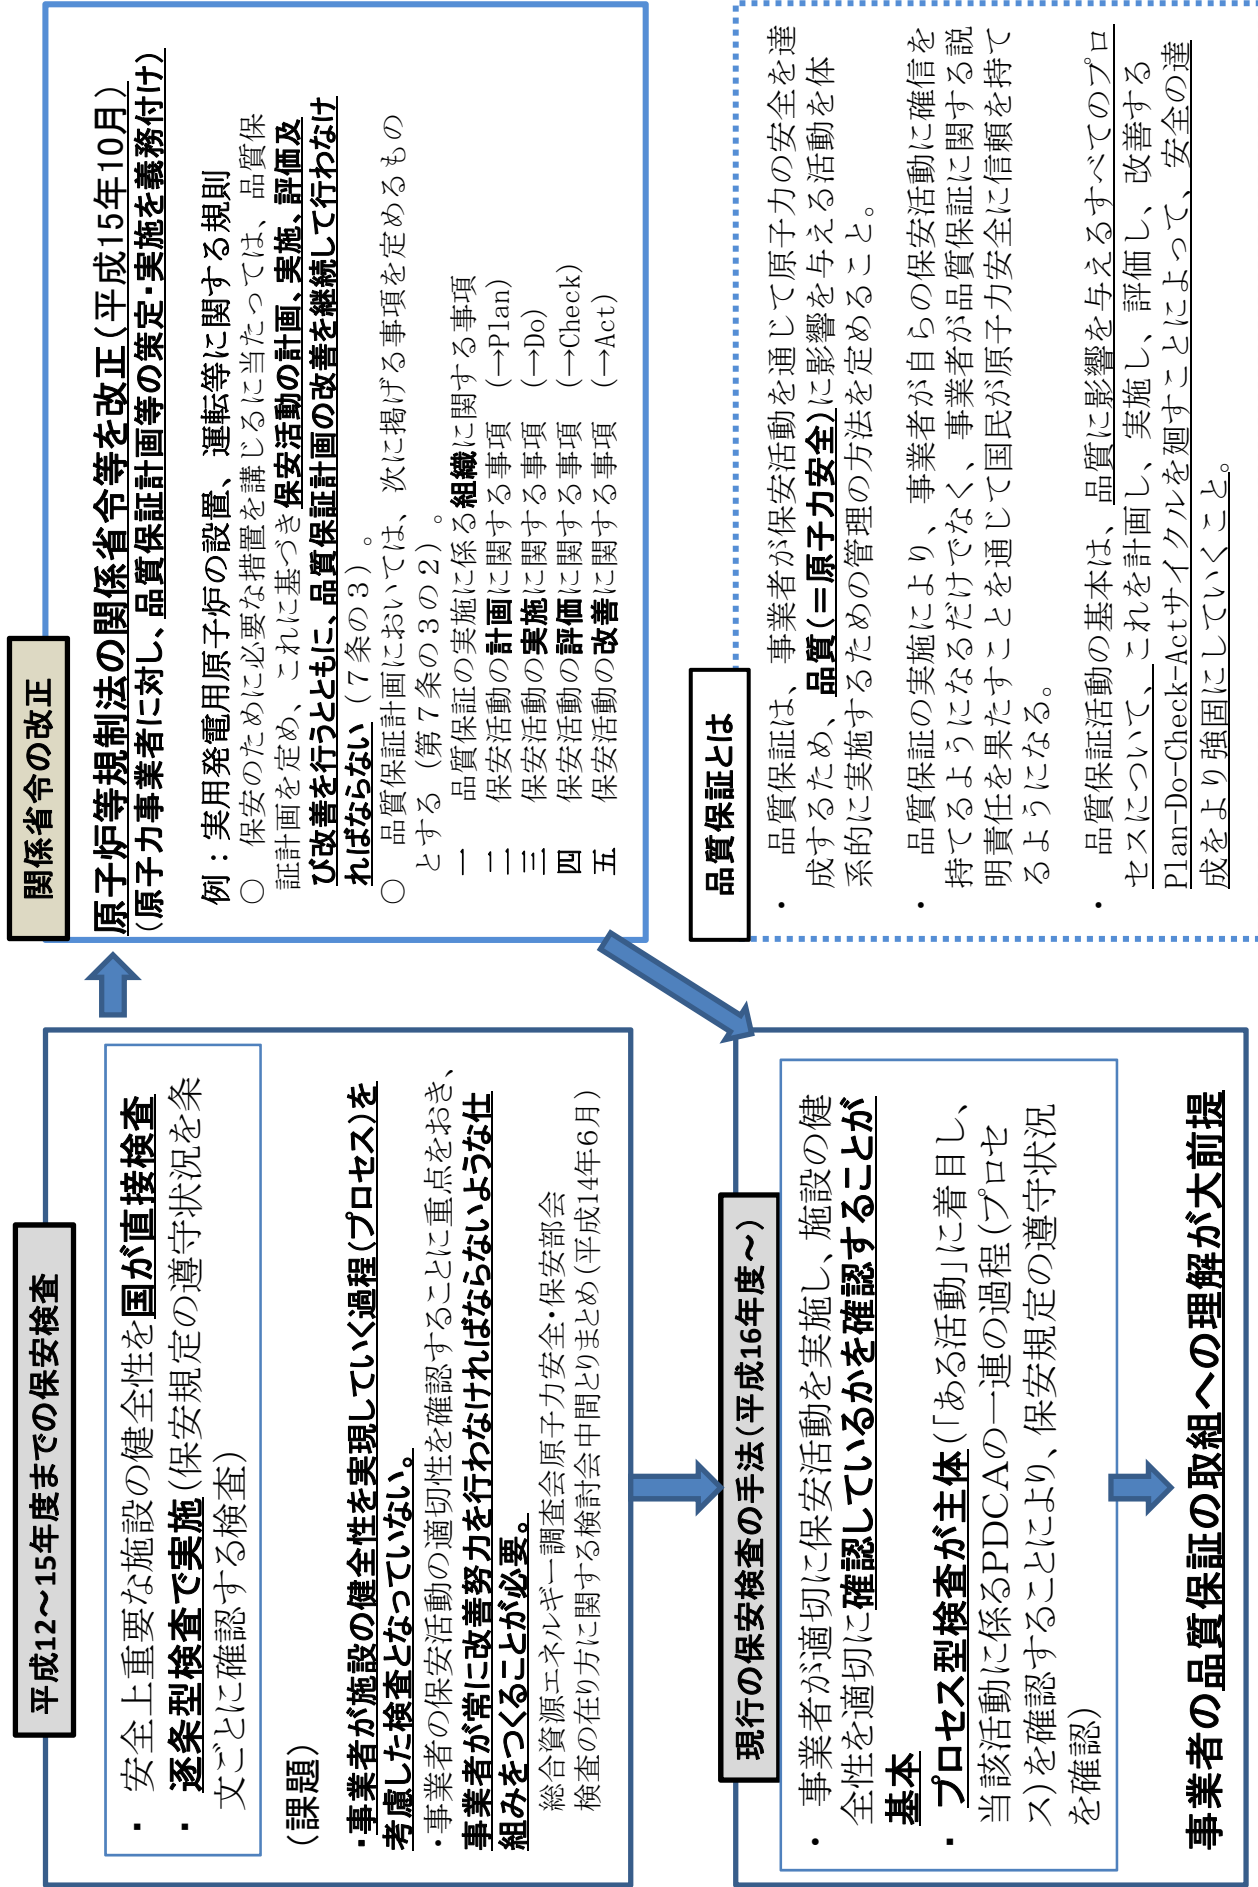 平成12～15年度までの保安検査
・ 安全上重要な施設の健全性を国が直接検査
・ 逐条型検査で実施(保安規定の遵守状況を条
文ごとに確認する検査)
(課題)
・事業者が施設の健全性を実現していく過程(プロセス)を
考慮した検査となっていない。
・事業者の保安活動の適切性を確認することに重点をおき、
事業者が常に改善努力を行わなければならないような仕
組みをつくることが必要。
総合資源エネルギー調査会原子力安全・保安部会
検査の在り方に関する検討会中間とりまとめ(平成14年6月)
関係省令の改正
原子炉等規制法の関係省令等を改正(平成15年10月)
(原子力事業者に対し、品質保証計画等の策定・実施を義務付け)
例：実用発電用原子炉の設置、運転等に関する規則
○ 保安のために必要な措置を講じるに当たっては、品質保
証計画を定め、これに基づき保安活動の計画、実施、評価及
び改善を行うとともに、品質保証計画の改善を継続して行わなけ
ればならない（７条の３）。
○ 品質保証計画においては、次に掲げる事項を定めるもの
とする（第７条の３の２）。
一 品質保証の実施に係る組織に関する事項
二 保安活動の計画に関する事項 (→Plan)
三 保安活動の実施に関する事項 (→Do)
四 保安活動の評価に関する事項 (→Check)
五 保安活動の改善に関する事項 (→Act)
現行の保安検査の手法(平成16年度～)
・ 事業者が適切に保安活動を実施し、施設の健
全性を適切に確認しているかを確認することが
基本
・ プロセス型検査が主体(「ある活動」に着目し、
当該活動に係るPDCAの一連の過程(プロセ
ス)を確認することにより、保安規定の遵守状況
を確認)
事業者の品質保証の取組への理解が大前提
品質保証とは
・ 品質保証は、事業者が保安活動を通じて原子力の安全を達
成するため、品質(＝原子力安全)に影響を与える活動を体
系的に実施するための管理の方法を定めること。
・ 品質保証の実施により、事業者が自らの保安活動に確信を
持てるようになるだけでなく、事業者が品質保証に関する説
明責任を果たすことを通じて国民が原子力安全に信頼を持て
るようになる。
・ 品質保証活動の基本は、品質に影響を与えるすべてのプロ
セスについて、これを計画し、実施し、評価し、改善する
Plan-Do-Check-Actサイクルを廻すことによって、安全の達
成をより強固にしていくこと。